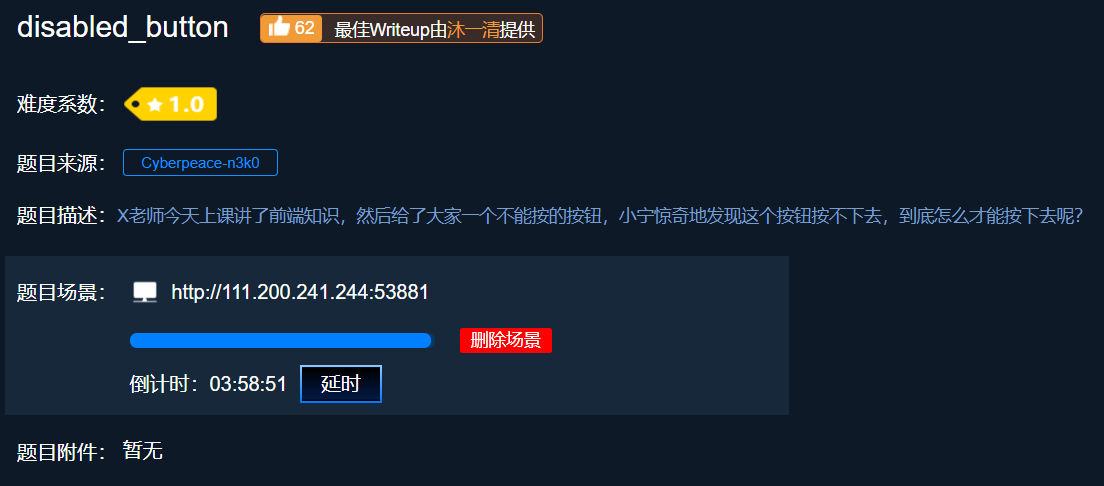 disabled_button 62 最佳Writeup由沐一清提供
难度系数： 1.0
题目来源： Cyberpeace-n3k0
题目描述：X老师今天上课讲了前端知识，然后给了大家一个不能按的按钮，小宁惊奇地发现这个按钮按不下去，到底怎么才能按下去呢？
题目场景： http://111.200.241.244:53881
删除场景
倒计时：03:58:51 延时
题目附件： 暂无